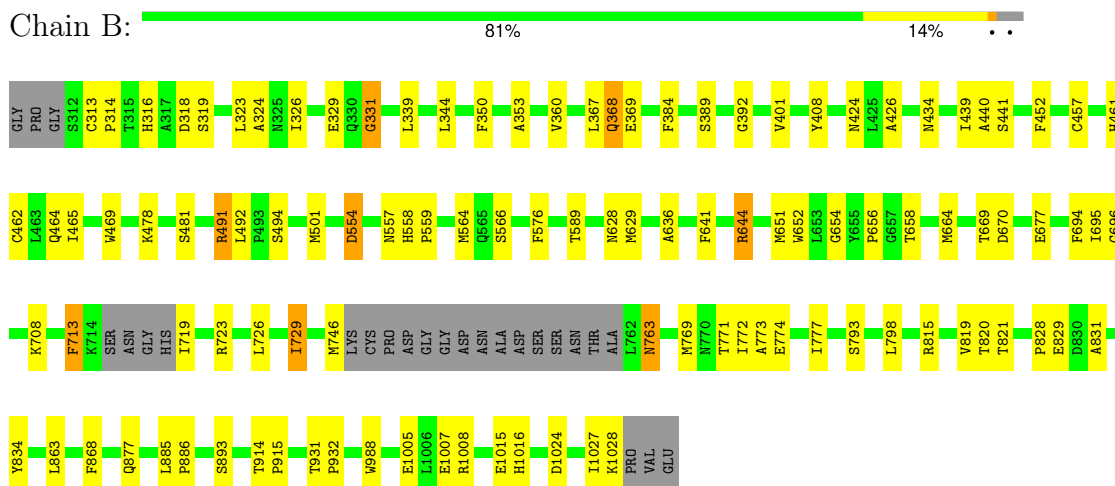 Chain B:
81% 14% • •
GLY PRO GLY S312 C313 P314 T315 H316 A317 D318 S319 L323 A324 N325 I326 E329 Q330 G331 L339 L344 F350 A353 V360 L367 Q368 E369 F384 S389 G392 V401 Y408 N424 L425 A426 N434 I439 A440 S441 F452 C457 H461
C462 L463 Q464 I465 W469 K478 S481 R491 L492 P493 S494 M501 D554 N557 H558 P559 M564 Q565 S566 F576 T589 N628 M629 A636 F641 R644 M651 W652 L653 G654 Y655 P656 G657 T658 M664 T669 D670 E677 F694 I695
K708 F713 K714 SER ASN GLY HIS I719 R723 L726 I729 M746 LYS CYS PRO ASP GLY GLY ASP ASN ALA ASP SER SER ASN THR ALA L762 N763 M769 N770 T771 I772 A773 E774 I777 S793 L798 R815 V819 T820 T821 P828 E829 D830 A831
Y834 L863 F868 Q877 L885 P886 S893 T914 P915 T931 P932 W988 E1005 L1006 E1007 R1008 E1015 H1016 D1024 I1027 K1028 PRO VAL GLU